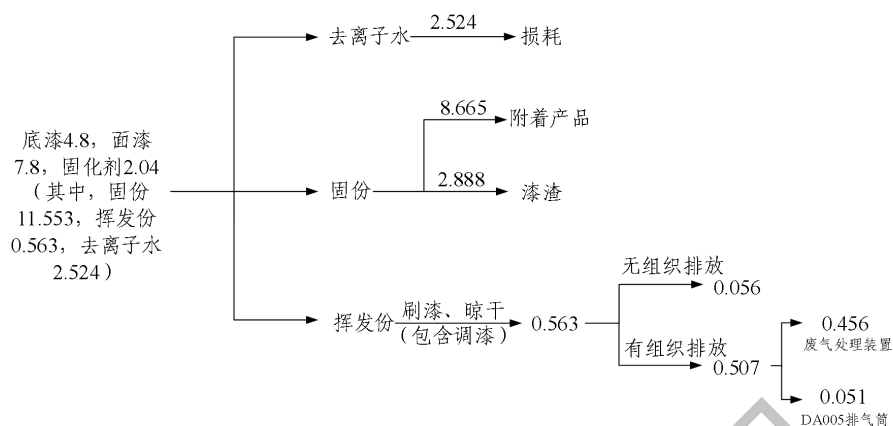 去离子水 2.524 损耗
底漆4.8，面漆
7.8，固化剂2.04
（其中，固份
11.553，挥发份
0.563，去离子水
2.524）
固份
8.665 附着产品
2.888 漆渣
挥发份 刷漆、晾干
（包含调漆） 0.563
无组织排放 0.056
有组织排放 0.507
0.456
废气处理装置
0.051
DA005排气筒